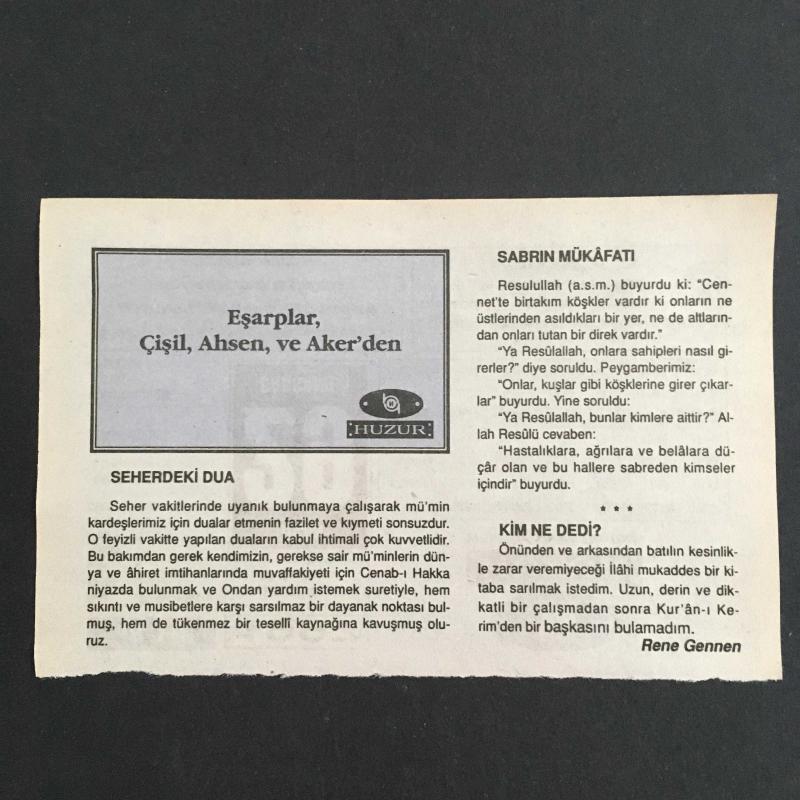 Eşarplar,
Çişil, Ahsen, ve Aker'den
HUZUR
SEHERDEKİ DUA
Seher vakitlerinde uyanık bulunmaya çalışarak mü'min
kardeşlerimiz için dualar etmenin fazilet ve kıymeti sonsuzdur.
O feyizli vakitte yapılan duaların kabul ihtimali çok kuvvetlidir.
Bu bakımdan gerek kendimizin, gerekse sair mü'minlerin dün-
ya ve âhiret imtihanlarında muvaffakiyeti için Cenab-ı Hakka
niyazda bulunmak ve Ondan yardım istemek suretiyle, hem
sıkıntı ve musibetlere karşı sarsılmaz bir dayanak noktası bul-
muş, hem de tükenmez bir tesellî kaynağına kavuşmuş olu-
ruz.
SABRIN MÜKÂFATI
Resulullah (a.s.m.) buyurdu ki: "Cen-
net'te birtakım köşkler vardır ki onların ne
üstlerinden asıldıkları bir yer, ne de altların-
dan onları tutan bir direk vardır."
"Ya Resûlallah, onlara sahipleri nasıl gi-
rerler?" diye soruldu. Peygamberimiz:
"Onlar, kuşlar gibi köşklerine girer çıkar-
lar" buyurdu. Yine soruldu:
"Ya Resûlallah, bunlar kimlere aittir?" Al-
lah Resûlü cevaben:
"Hastalıklara, ağrılara ve belâlara dü-
çâr olan ve bu hallere sabreden kimseler
içindir" buyurdu.
* * *
KİM NE DEDİ?
Önünden ve arkasından batılın kesinlik-
le zarar veremiyeceği İlâhi mukaddes bir ki-
taba sarılmak istedim. Uzun, derin ve dik-
katli bir çalışmadan sonra Kur'ân-ı Ke-
rim'den bir başkasını bulamadım.
Rene Gennen